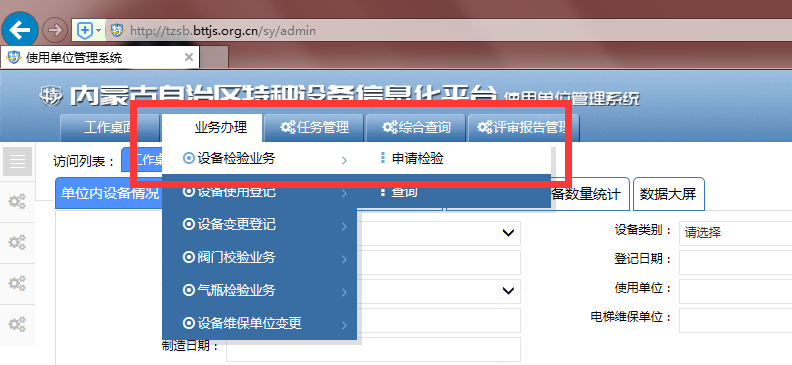 http://tzsb.bttjs.org.cn/sy/admin
使用单位管理系统
内蒙古自治区特种设备信息化平台 使用单位管理系统
工作桌面 业务办理 任务管理 综合查询 评审报告管理
访问列表： 工作桌
设备检验业务 申请检验
单位内设备情况 设备使用登记 查询 备数量统计 数据大屏
设备变更登记 设备类别： 请选择
阀门校验业务 登记日期：
气瓶检验业务 使用单位：
设备维保单位变更 电梯维保单位：
制造日期：